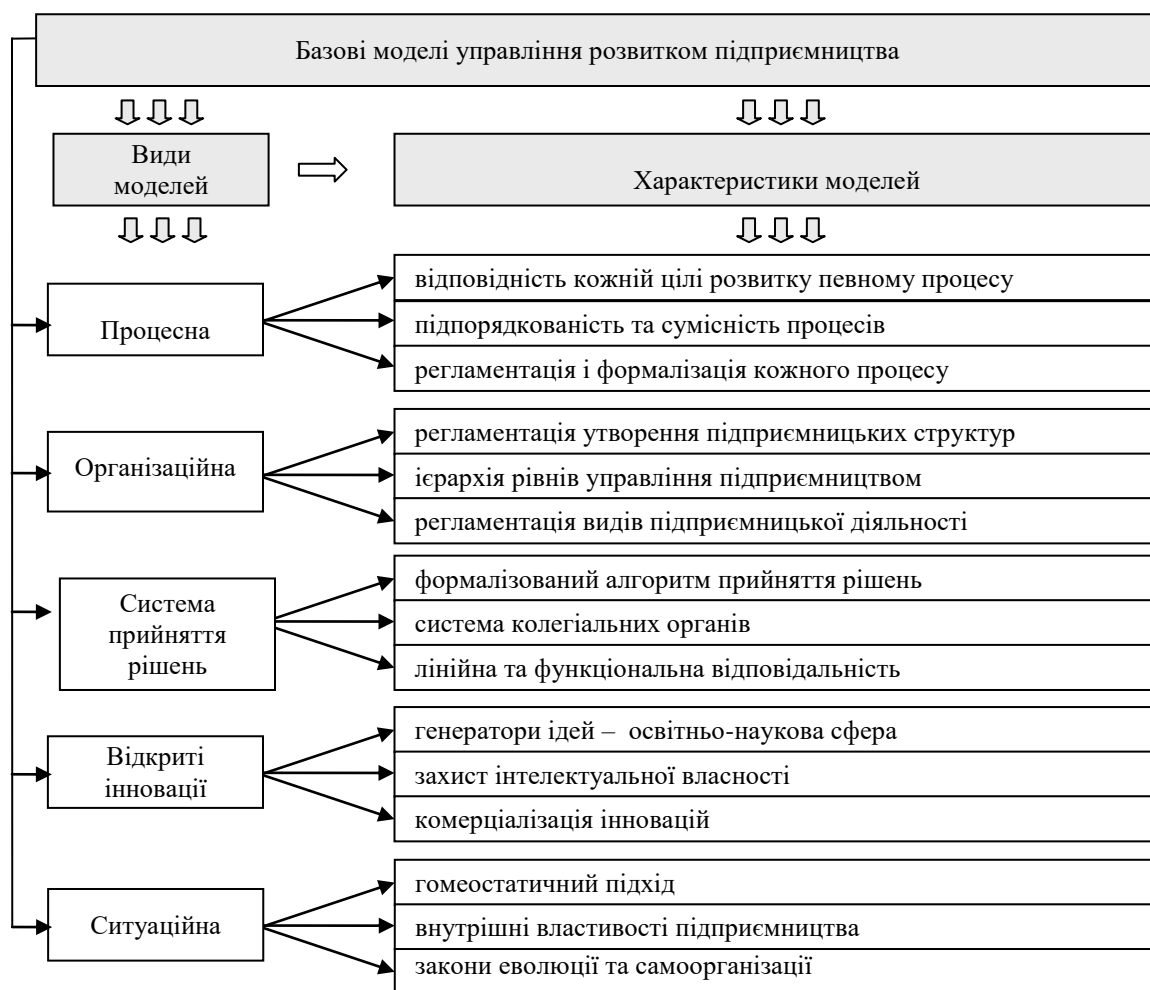 Базові моделі управління розвитком підприємництва
Види
моделей
Характеристики моделей
Процесна
відповідність кожній цілі розвитку певному процесу
підпорядкованість та сумісність процесів
регламентація і формалізація кожного процесу
Організаційна
регламентація утворення підприємницьких структур
ієрархія рівнів управління підприємництвом
регламентація видів підприємницької діяльності
Система
прийняття
рішень
формалізований алгоритм прийняття рішень
система колегіальних органів
лінійна та функціональна відповідальність
Відкриті
інновації
генератори ідей – освітньо-наукова сфера
захист інтелектуальної власності
комерціалізація інновацій
Ситуаційна
гомеостатичний підхід
внутрішні властивості підприємництва
закони еволюції та самоорганізації